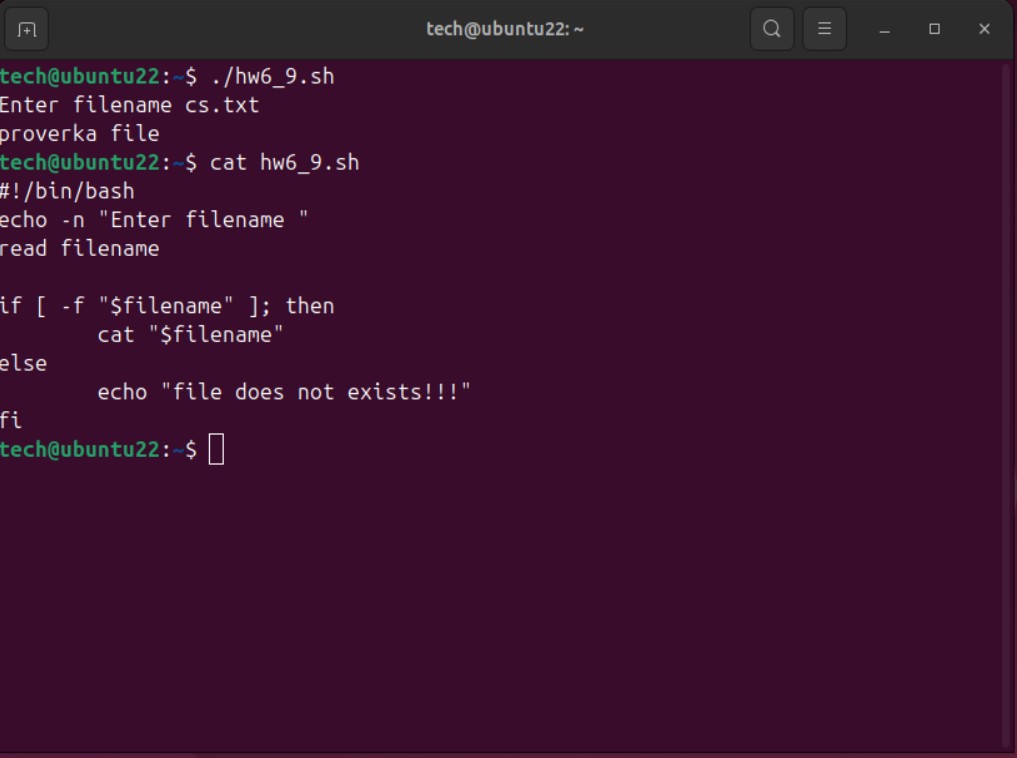 tech@ubuntu22: ~
tech@ubuntu22:~$ ./hw6_9.sh
Enter filename cs.txt
proverka file
tech@ubuntu22:~$ cat hw6_9.sh
#!/bin/bash
echo -n "Enter filename "
read filename
if [ -f "$filename" ]; then
cat "$filename"
else
echo "file does not exists!!!"
fi
tech@ubuntu22:~$